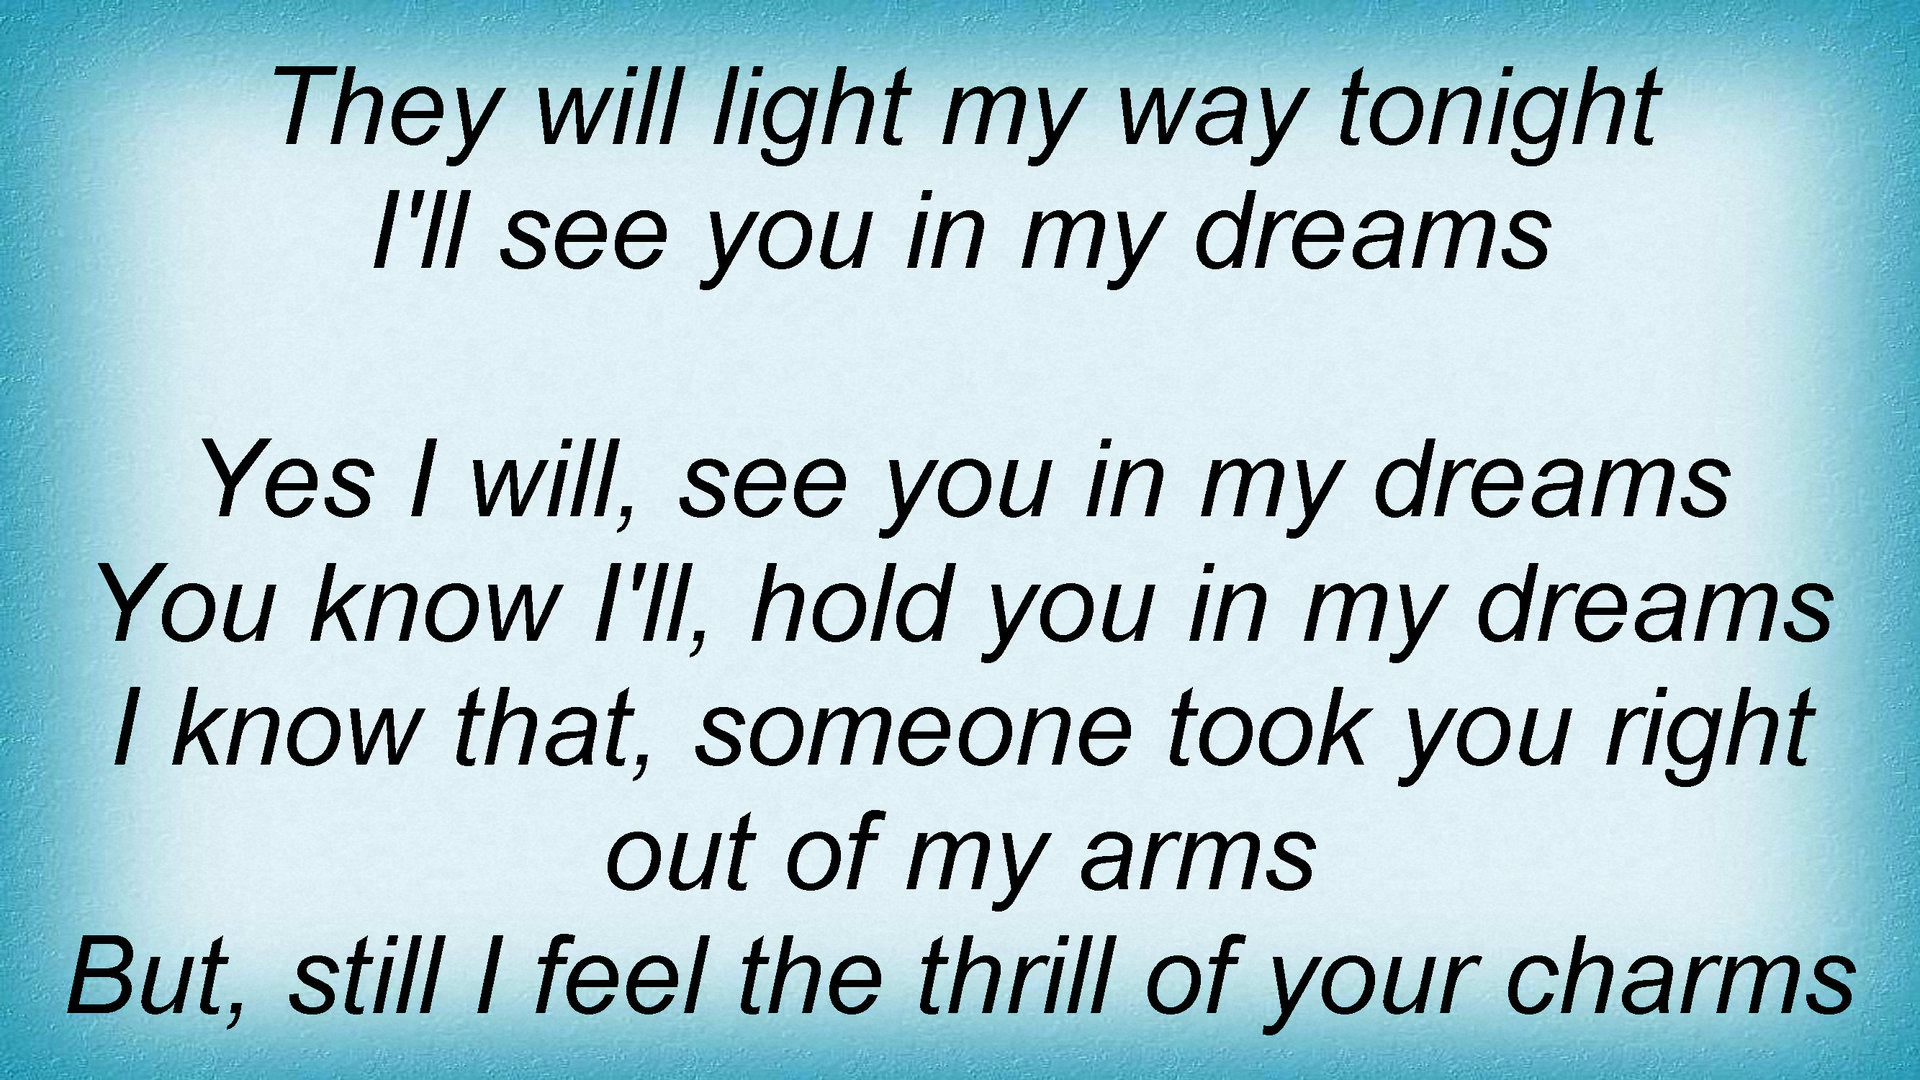 They will light my way tonight
I'll see you in my dreams
Yes I will, see you in my dreams
You know I'll, hold you in my dreams
I know that, someone took you right
out of my arms
But, still I feel the thrill of your charms